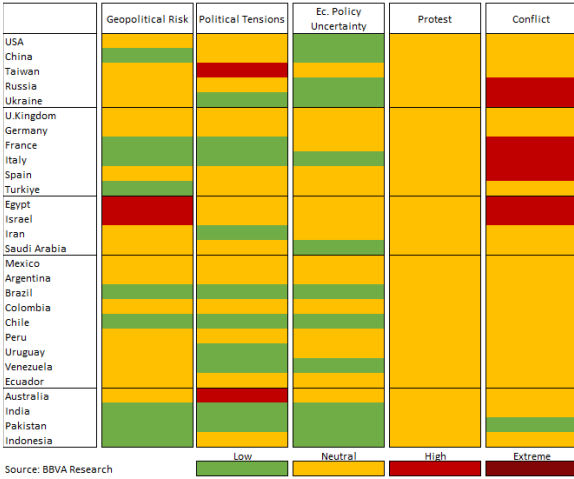 Geopolitical Risk Political Tensions Ec. Policy Uncertainty Protest Conflict
USA
China
Taiwan
Russia
Ukraine
U.Kingdom
Germany
France
Italy
Spain
Turkiye
Egypt
Israel
Iran
Saudi Arabia
Mexico
Argentina
Brazil
Colombia
Chile
Peru
Uruguay
Venezuela
Ecuador
Australia
India
Pakistan
Indonesia
Low Neutral High Extreme
Source: BBVA Research